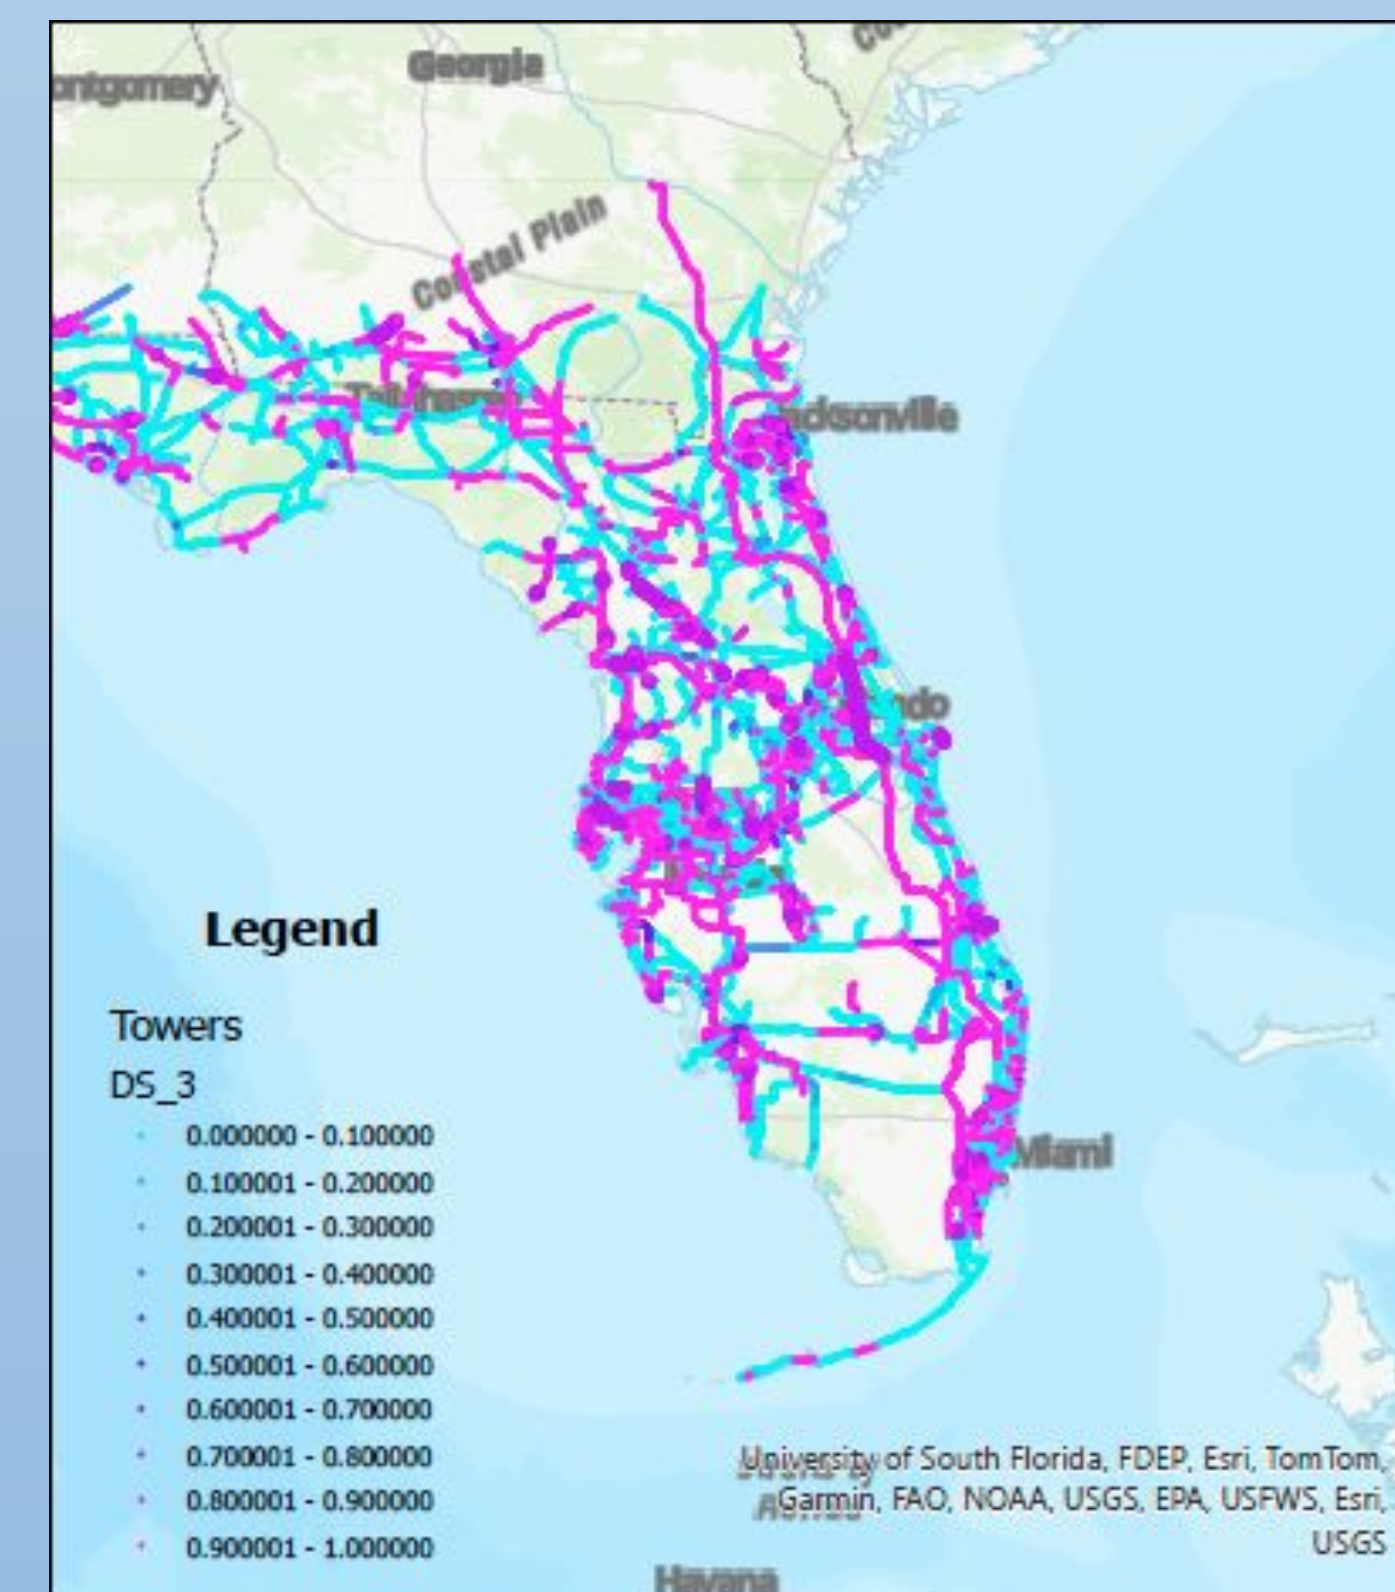 Georgia
ontgomery
Coastal Plain
acksonville
ndo
Legend
Towers
DS_3
0.000000 - 0.100000
0.100001 - 0.200000
0.200001 - 0.300000
0.300001 - 0.400000
0.400001 - 0.500000
0.500001 - 0.600000
0.600001 - 0.700000
0.700001 - 0.800000
0.800001 - 0.900000
0.900001 - 1.000000
Miami
University of South Florida, FDEP, Esri, TomTom,
Garmin, FAO, NOAA, USGS, EPA, USFWS, Esri,
USGS
Havana